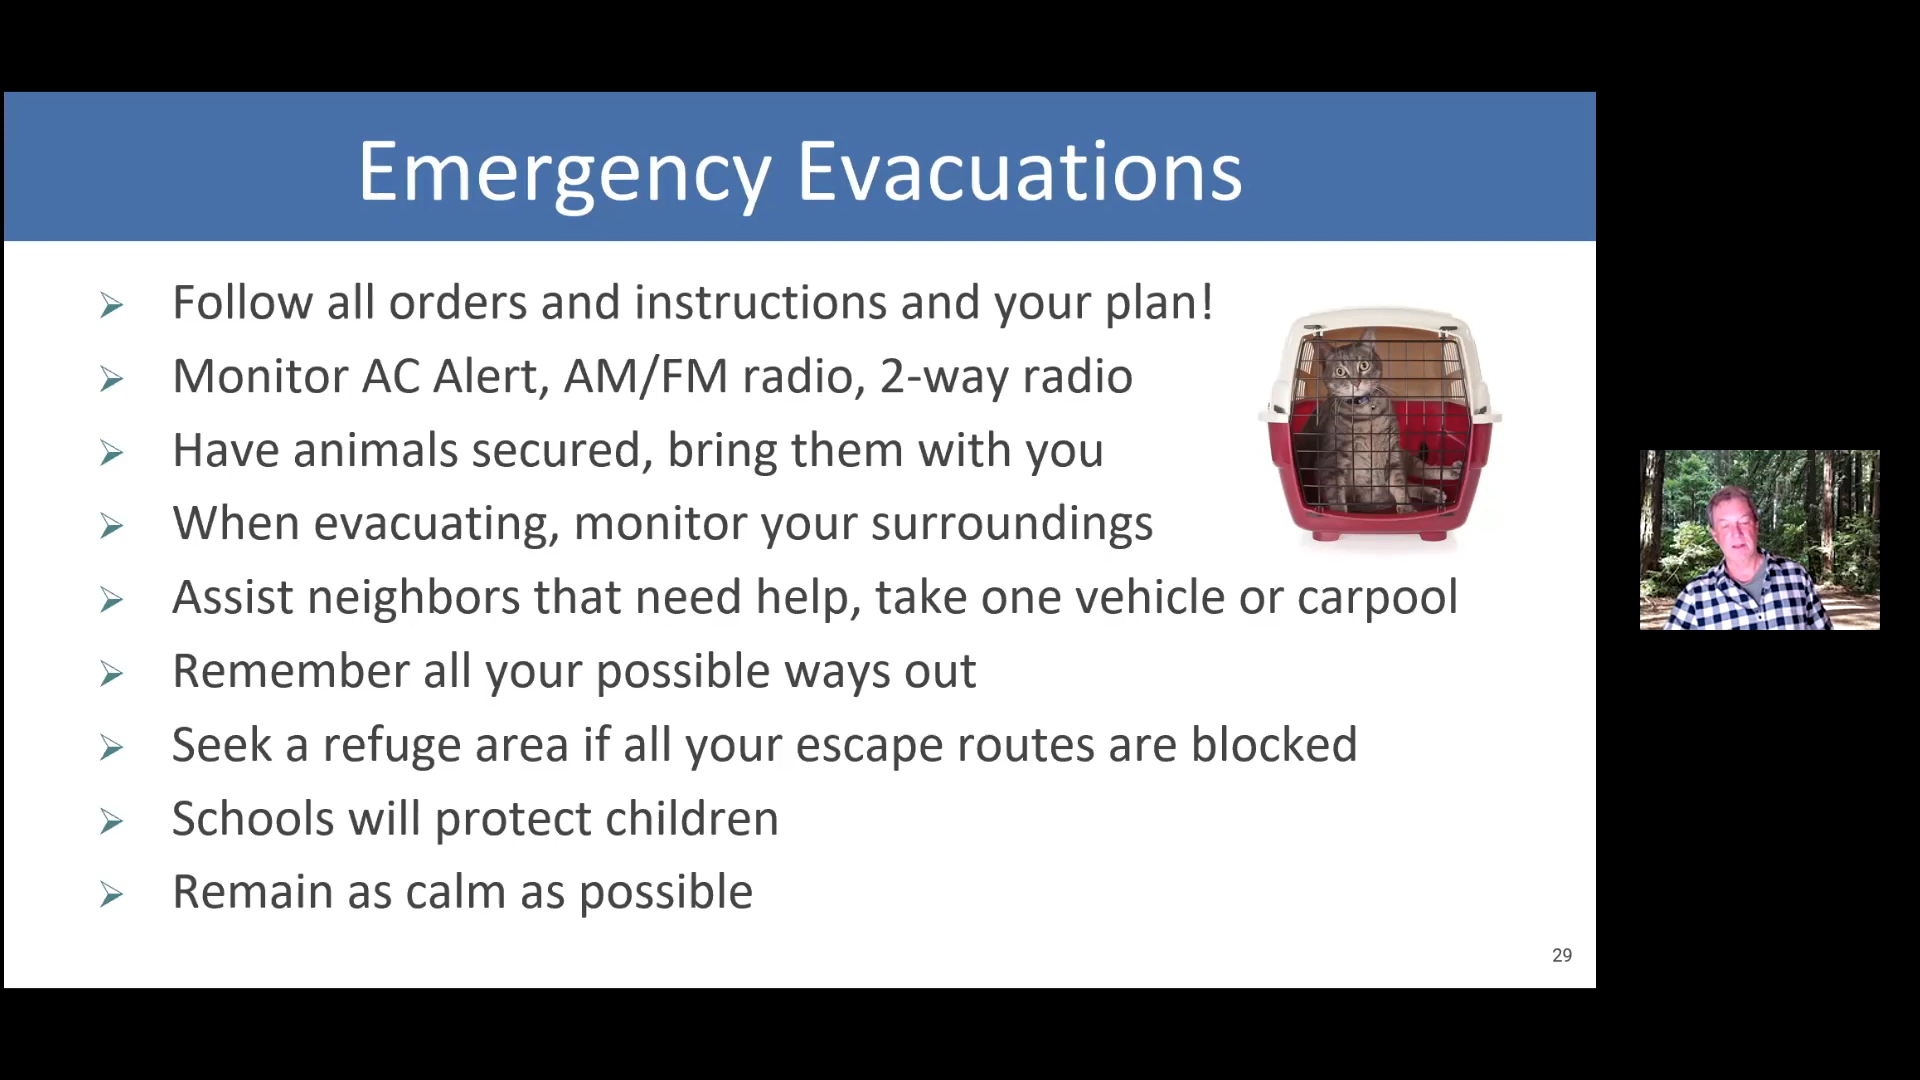 Emergency Evacuations
Follow all orders and instructions and your plan!
Monitor AC Alert, AM/FM radio, 2-way radio
Have animals secured, bring them with you
When evacuating, monitor your surroundings
Assist neighbors that need help, take one vehicle or carpool
Remember all your possible ways out
Seek a refuge area if all your escape routes are blocked
Schools will protect children
Remain as calm as possible
29